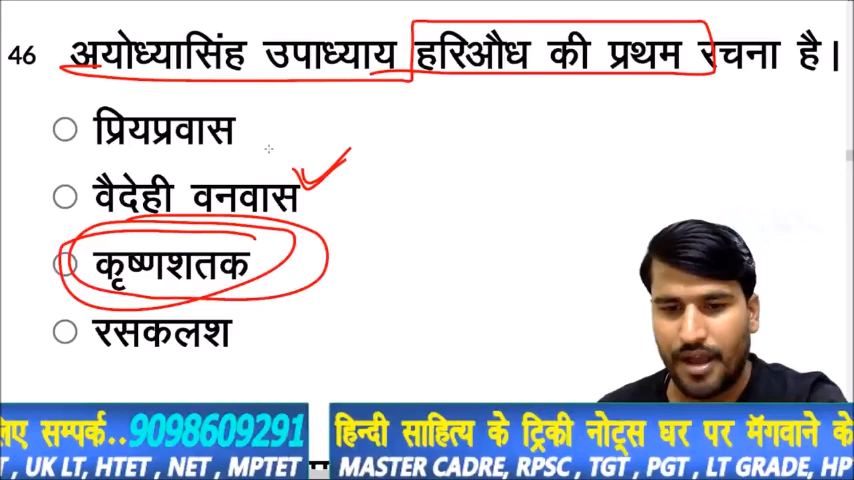 46 अयोध्यासिंह उपाध्याय हरिऔध की प्रथम रचना है।
प्रियप्रवास
वैदेही वनवास
कृष्णशतक
रसकलश
लिए सम्पर्क..9098609291
हिन्दी साहित्य के ट्रिकी नोट्स घर पर मॅगवाने के
T, UK LT, HTET , NET , MPTET
MASTER CADRE, RPSC , TGT , PGT , LT GRADE, HP